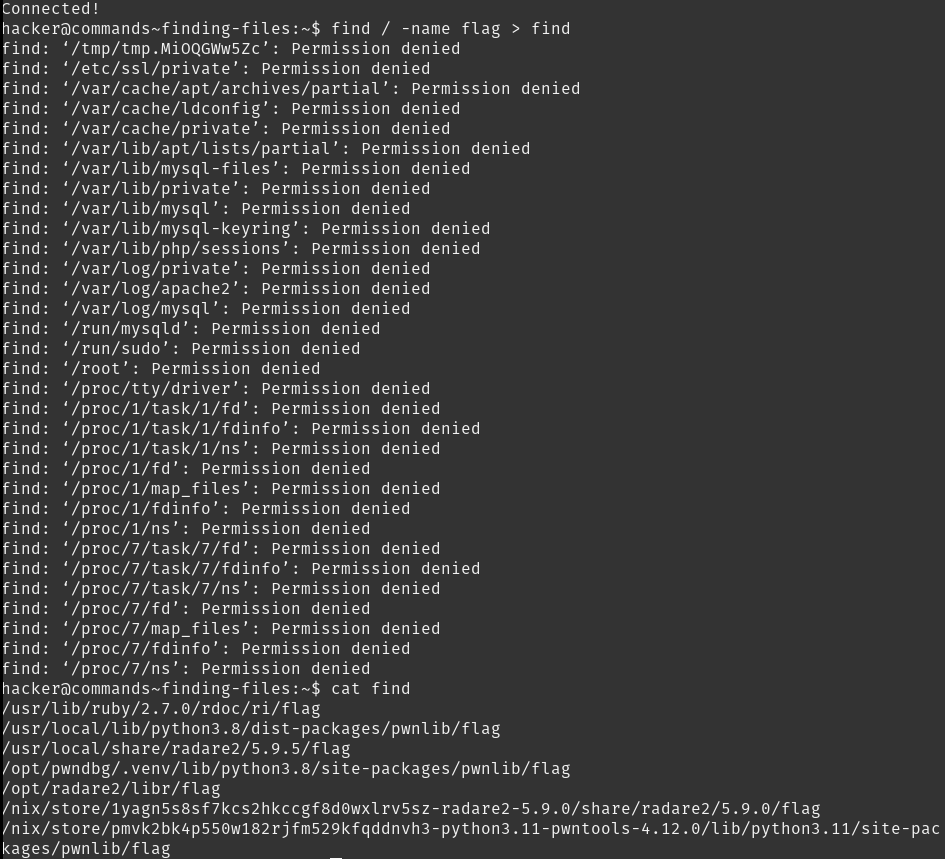 Connected!
hacker@commands~finding-files:~$ find / -name flag > find
find: ‘/tmp/tmp.MiOQGWw5Zc’: Permission denied
find: ‘/etc/ssl/private’: Permission denied
find: ‘/var/cache/apt/archives/partial’: Permission denied
find: ‘/var/cache/ldconfig’: Permission denied
find: ‘/var/cache/private’: Permission denied
find: ‘/var/lib/apt/lists/partial’: Permission denied
find: ‘/var/lib/mysql-files’: Permission denied
find: ‘/var/lib/private’: Permission denied
find: ‘/var/lib/mysql’: Permission denied
find: ‘/var/lib/mysql-keyring’: Permission denied
find: ‘/var/lib/php/sessions’: Permission denied
find: ‘/var/log/private’: Permission denied
find: ‘/var/log/apache2’: Permission denied
find: ‘/var/log/mysql’: Permission denied
find: ‘/run/mysqld’: Permission denied
find: ‘/run/sudo’: Permission denied
find: ‘/root’: Permission denied
find: ‘/proc/tty/driver’: Permission denied
find: ‘/proc/1/task/1/fd’: Permission denied
find: ‘/proc/1/task/1/fdinfo’: Permission denied
find: ‘/proc/1/task/1/ns’: Permission denied
find: ‘/proc/1/fd’: Permission denied
find: ‘/proc/1/map_files’: Permission denied
find: ‘/proc/1/fdinfo’: Permission denied
find: ‘/proc/1/ns’: Permission denied
find: ‘/proc/7/task/7/fd’: Permission denied
find: ‘/proc/7/task/7/fdinfo’: Permission denied
find: ‘/proc/7/task/7/ns’: Permission denied
find: ‘/proc/7/fd’: Permission denied
find: ‘/proc/7/map_files’: Permission denied
find: ‘/proc/7/fdinfo’: Permission denied
find: ‘/proc/7/ns’: Permission denied
hacker@commands~finding-files:~$ cat find
/usr/lib/ruby/2.7.0/rdoc/ri/flag
/usr/local/lib/python3.8/dist-packages/pwnlib/flag
/usr/local/share/radare2/5.9.5/flag
/opt/pwndbg/.venv/lib/python3.8/site-packages/pwnlib/flag
/opt/radare2/libr/flag
/nix/store/1yagn5s8sf7kcs2hkccgf8d0wxlrv5sz-radare2-5.9.0/share/radare2/5.9.0/flag
/nix/store/pmvk2bk4p550w182rjfm529kfqddnvh3-python3.11-pwntools-4.12.0/lib/python3.11/site-pac
kages/pwnlib/flag